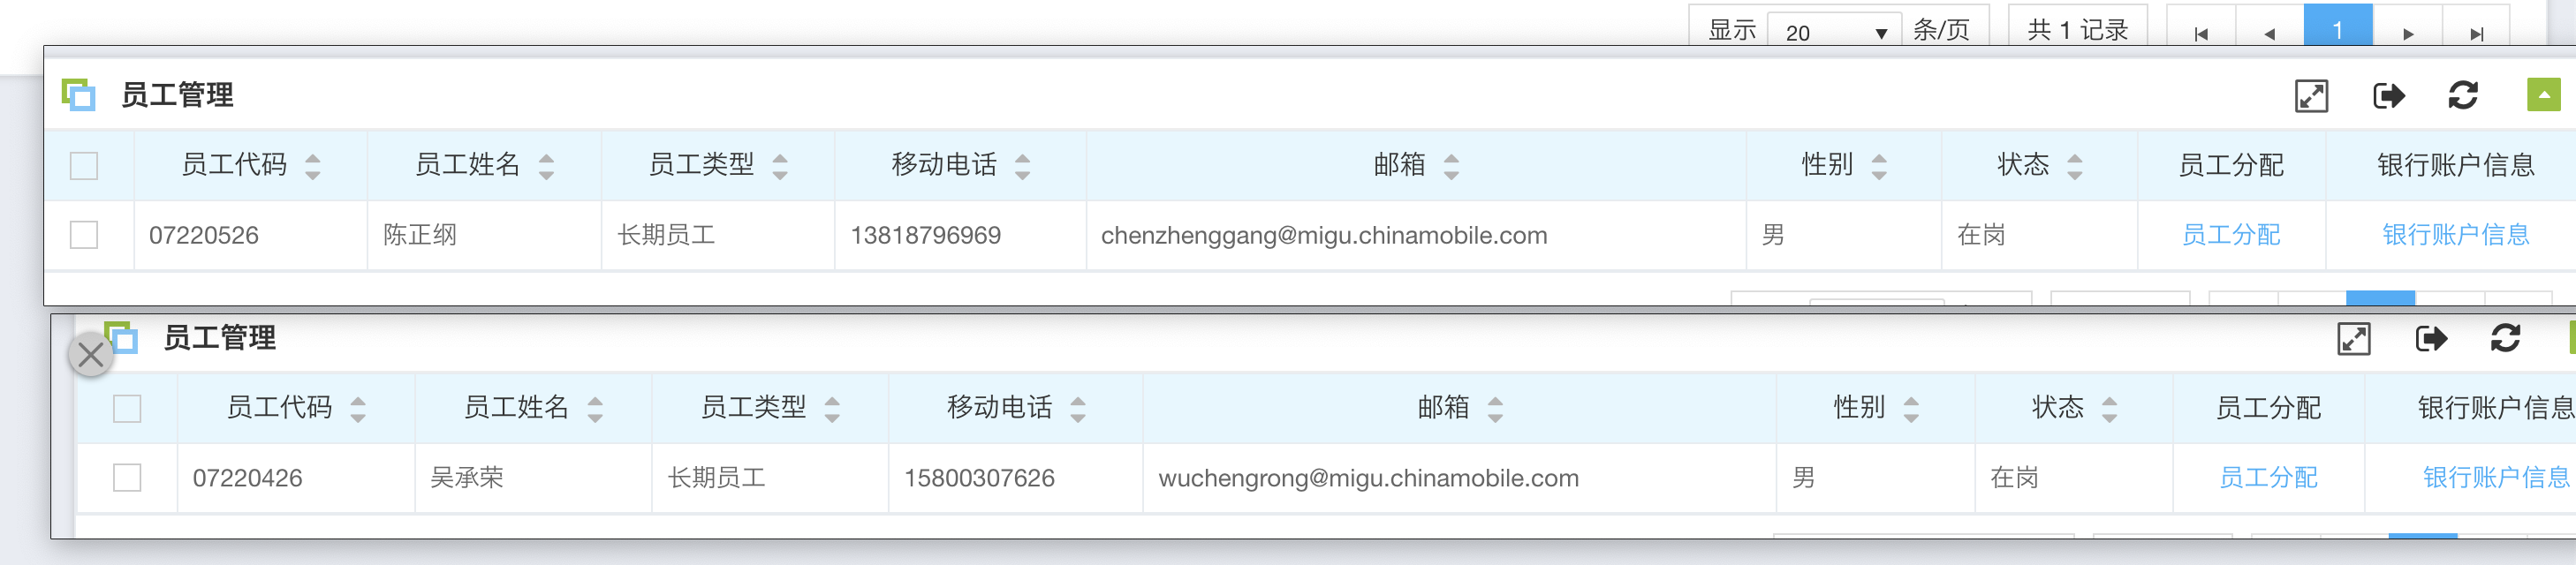 显示 20 条/页 共 1 记录 1
员工管理
员工代码 员工姓名 员工类型 移动电话 邮箱 性别 状态 员工分配 银行账户信息
07220526 陈正纲 长期员工 13818796969 chenzhenggang@migu.chinamobile.com 男 在岗 员工分配 银行账户信息
员工管理
员工代码 员工姓名 员工类型 移动电话 邮箱 性别 状态 员工分配 银行账户信息
07220426 吴承荣 长期员工 15800307626 wuchengrong@migu.chinamobile.com 男 在岗 员工分配 银行账户信息